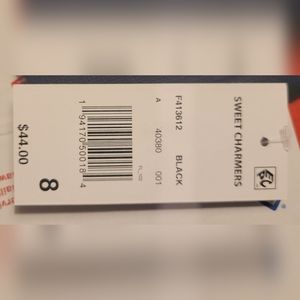 SWEET CHARMERS
F413612 BLACK
A 40380 001
1 94170 50018 4
$44.00 8